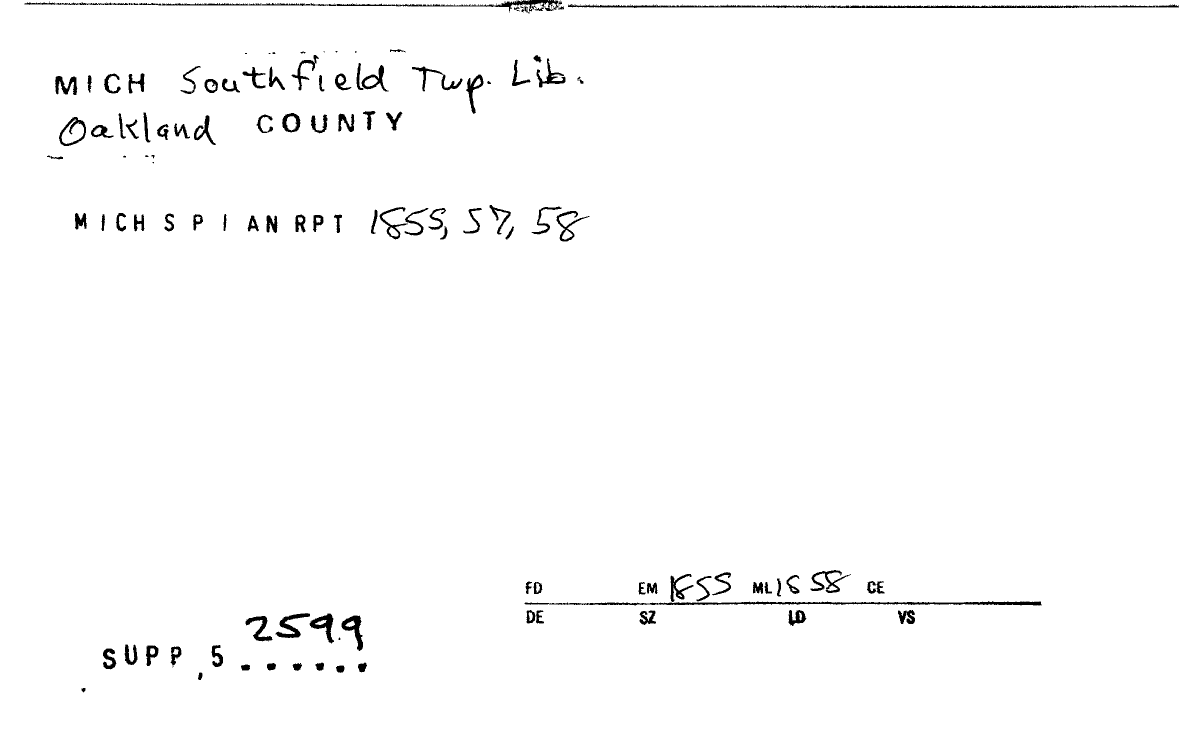 MICH Southfield Twp. Lib.
Oakland COUNTY
MICH S P I AN RPT 1855, 57, 58
FD EM 1855 ML 1858 CE
DE SZ LD VS
2599
SUPP, 5 ......